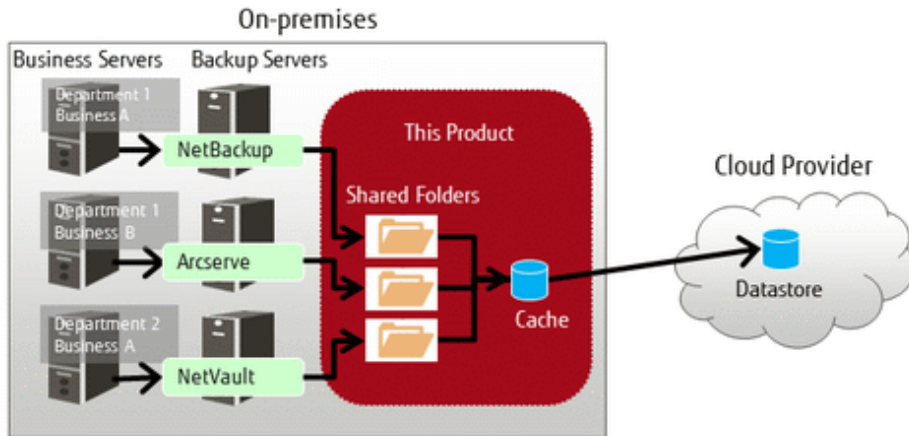 On-premises
Business Servers
Backup Servers
Department 1
Business A
NetBackup
This Product
Shared Folders
Department 1
Business B
Arcserve
Cache
Department 2
Business A
NetVault
Cloud Provider
Datastore